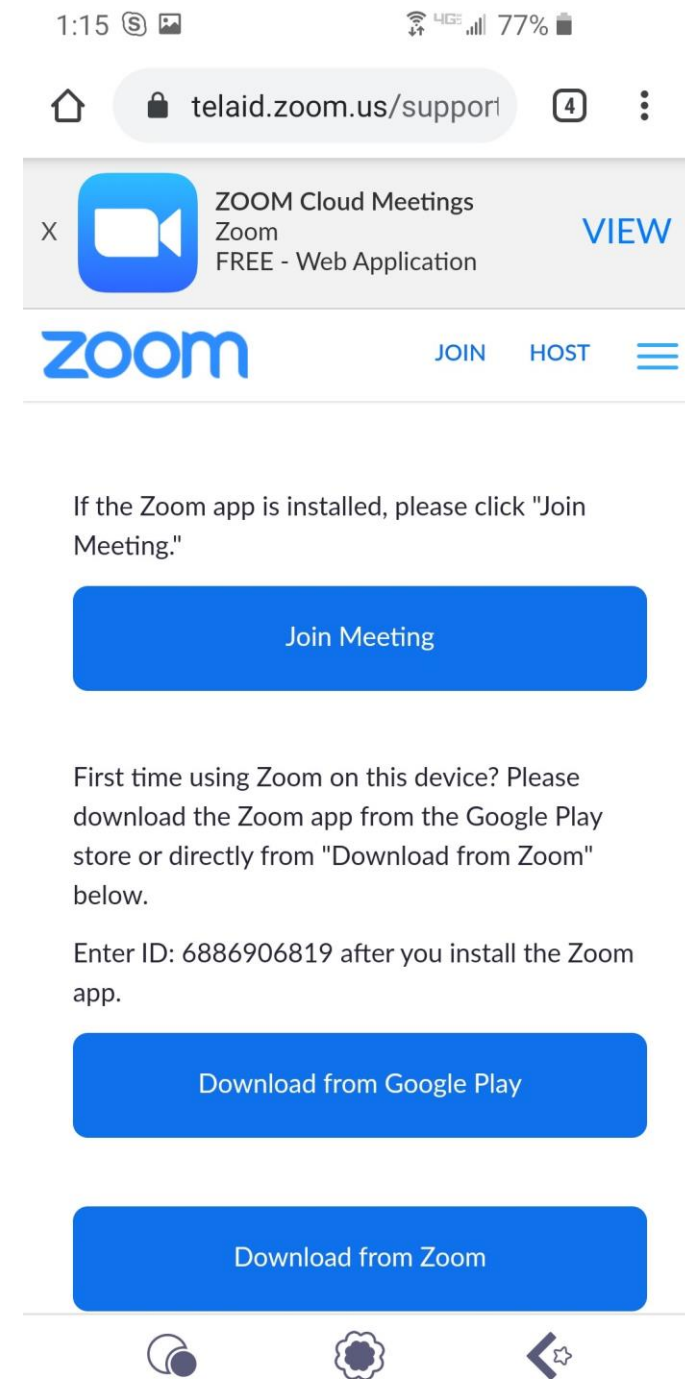 1:15 S 4GE 77%
telaid.zoom.us/support 4
X ZOOM Cloud Meetings
Zoom
FREE - Web Application
VIEW
zoom JOIN HOST
If the Zoom app is installed, please click "Join
Meeting."
Join Meeting
First time using Zoom on this device? Please
download the Zoom app from the Google Play
store or directly from "Download from Zoom"
below.
Enter ID: 6886906819 after you install the Zoom
app.
Download from Google Play
Download from Zoom